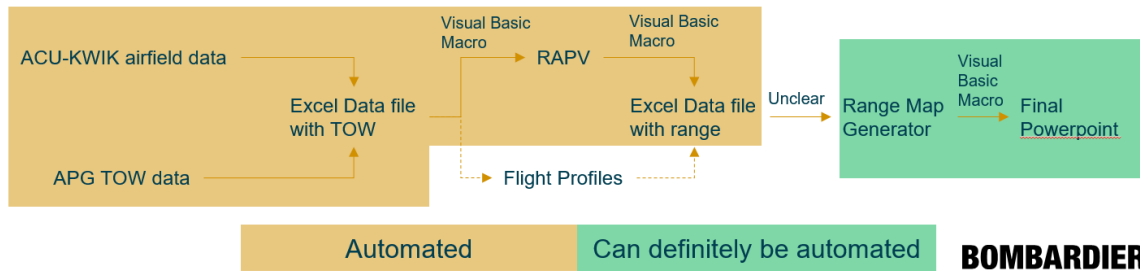 Visual Basic
Macro
Visual Basic
Macro
ACU-KWIK airfield data
RAPV
Visual
Basic
Macro
Excel Data file
with TOW
Excel Data file
with range
Unclear
Range Map
Generator
Final
Powerpoint
APG TOW data
Flight Profiles
Automated
Can definitely be automated
BOMBARDIER